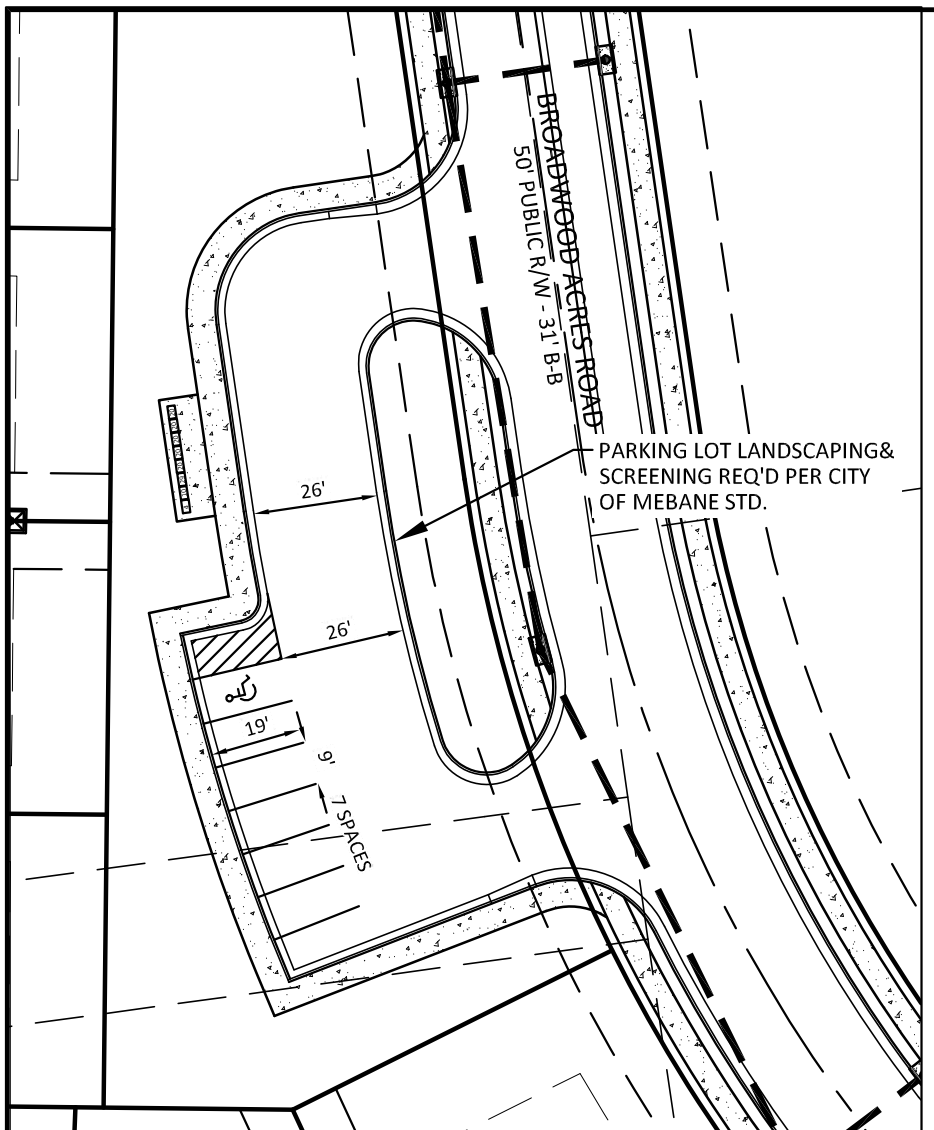 BROADWOOD ACRES ROAD
50' PUBLIC R/W - 31' B-B
PARKING LOT LANDSCAPING&
SCREENING REQ'D PER CITY
OF MEBANE STD.
26'
26'
19'
9'
7 SPACES